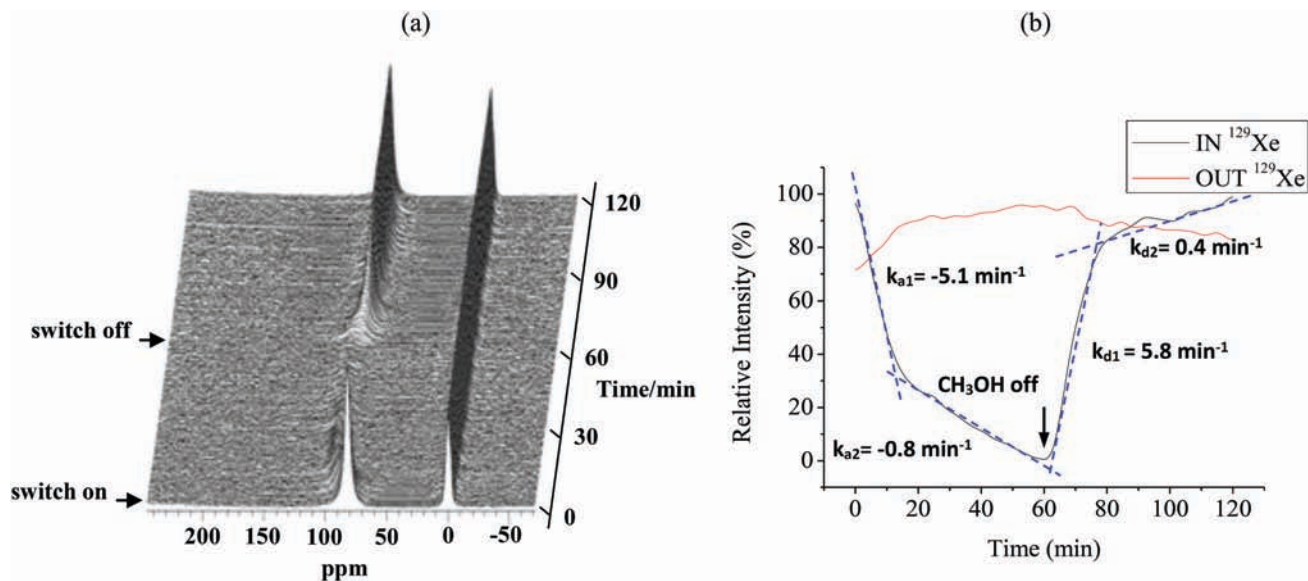 (a)
switch off
switch on
120
90
60
Time/min
30
0
200 150 100 50 0 -50
ppm
(b)
IN ¹²⁹Xe
OUT ¹²⁹Xe
100
80
60
40
20
0
Relative Intensity (%)
kₐ₁= -5.1 min⁻¹
kd2= 0.4 min⁻¹
kd1 = 5.8 min⁻¹
CH₃OH off
kₐ₂= -0.8 min⁻¹
0 20 40 60 80 100 120
Time (min)